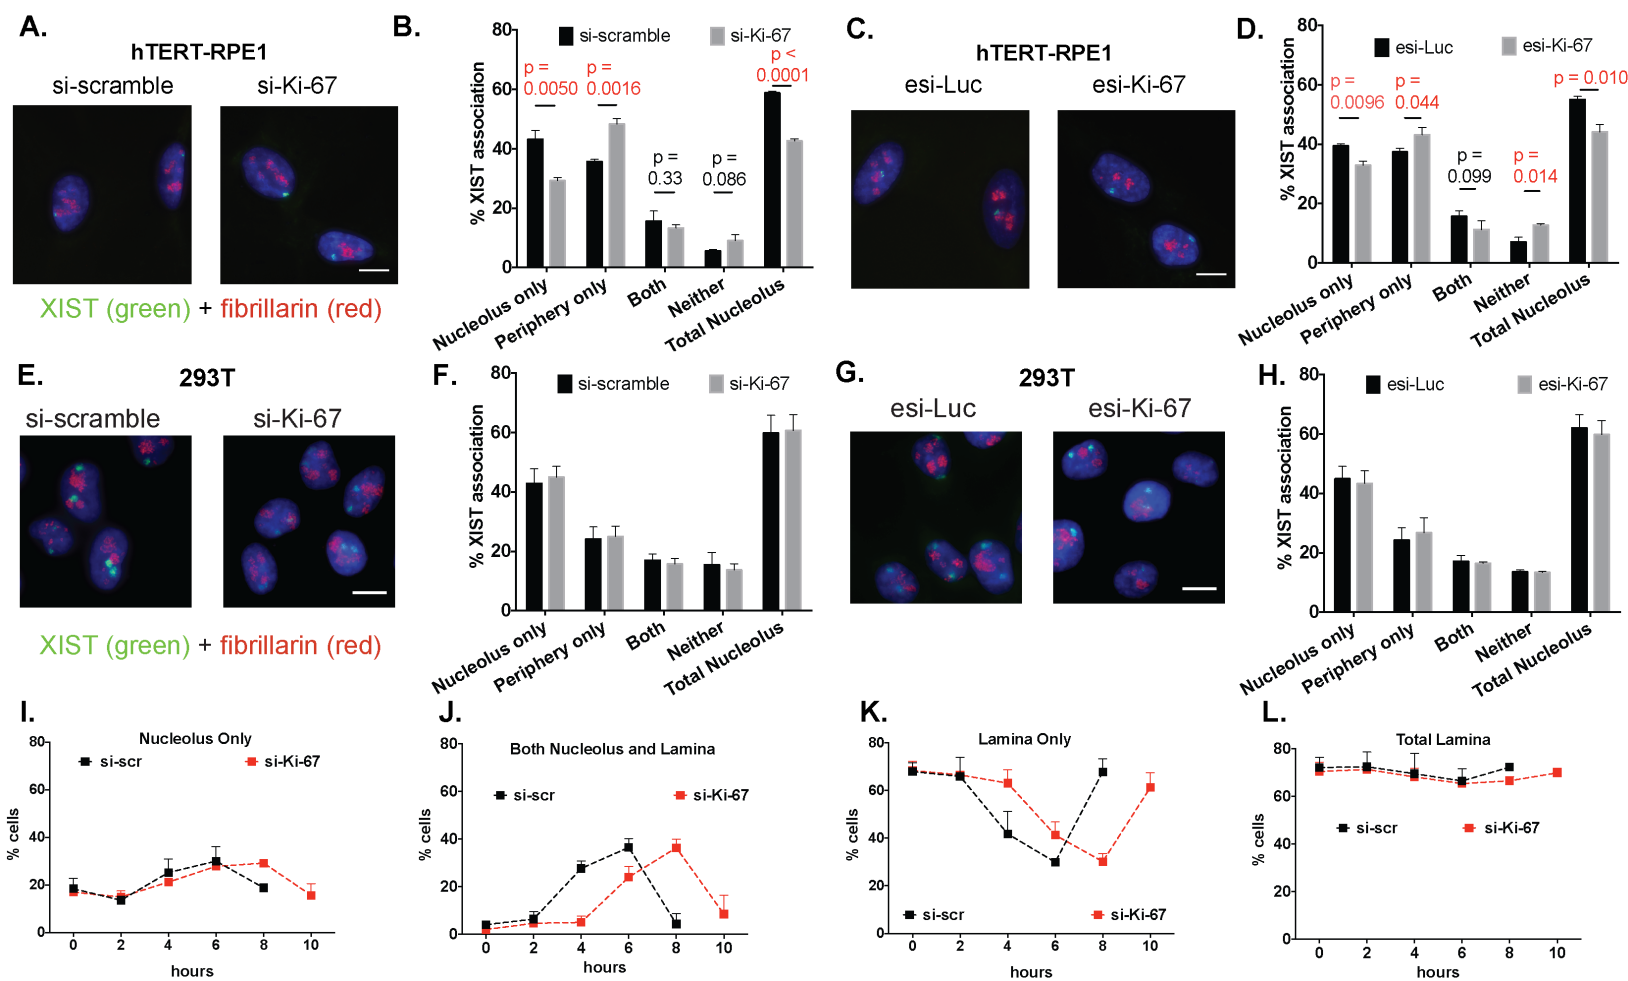 A.
hTERT-RPE1
si-scramble si-Ki-67
XIST (green) + fibrillarin (red)
B.
si-scramble si-Ki-67
% XIST association
80
60
40
20
0
p =
0.0050
p =
0.0016
p =
0.33
p =
0.086
p <
0.0001
Nucleolus only
Periphery only
Both
Neither
Total Nucleolus
C.
hTERT-RPE1
esi-Luc esi-Ki-67
D.
esi-Luc esi-Ki-67
% XIST association
80
60
40
20
0
p =
0.0096
p =
0.044
p =
0.099
p =
0.014
p = 0.010
Nucleolus only
Periphery only
Both
Neither
Total Nucleolus
E.
293T
si-scramble si-Ki-67
XIST (green) + fibrillarin (red)
F.
si-scramble si-Ki-67
% XIST association
80
60
40
20
0
Nucleolus only
Periphery only
Both
Neither
Total Nucleolus
G.
293T
esi-Luc esi-Ki-67
H.
esi-Luc esi-Ki-67
% XIST association
80
60
40
20
0
Nucleolus only
Periphery only
Both
Neither
Total Nucleolus
I.
Nucleolus Only
si-scr si-Ki-67
% cells
80
60
40
20
0
0 2 4 6 8 10
hours
J.
Both Nucleolus and Lamina
si-scr si-Ki-67
% cells
80
60
40
20
0
0 2 4 6 8 10
hours
K.
Lamina Only
% cells
80
60
40
20
0
si-scr si-Ki-67
0 2 4 6 8 10
hours
L.
Total Lamina
% cells
80
60
40
20
0
si-scr si-Ki-67
0 2 4 6 8 10
hours